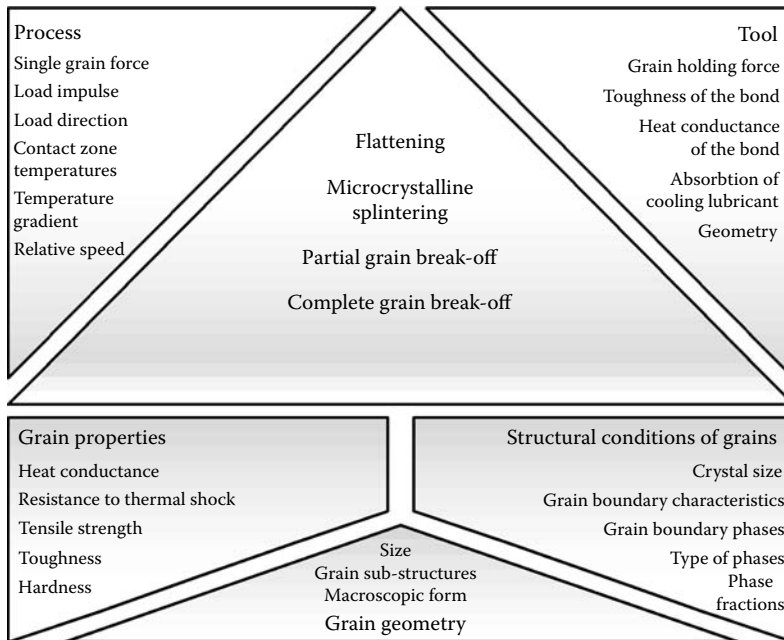 Process
Single grain force
Load impulse
Load direction
Contact zone
temperatures
Temperature
gradient
Relative speed
Flattening
Microcrystalline
splintering
Partial grain break-off
Complete grain break-off
Tool
Grain holding force
Toughness of the bond
Heat conductance
of the bond
Absorbtion of
cooling lubricant
Geometry
Grain properties
Heat conductance
Resistance to thermal shock
Tensile strength
Toughness
Hardness
Size
Grain sub-structures
Macroscopic form
Grain geometry
Structural conditions of grains
Crystal size
Grain boundary characteristics
Grain boundary phases
Type of phases
Phase
fractions